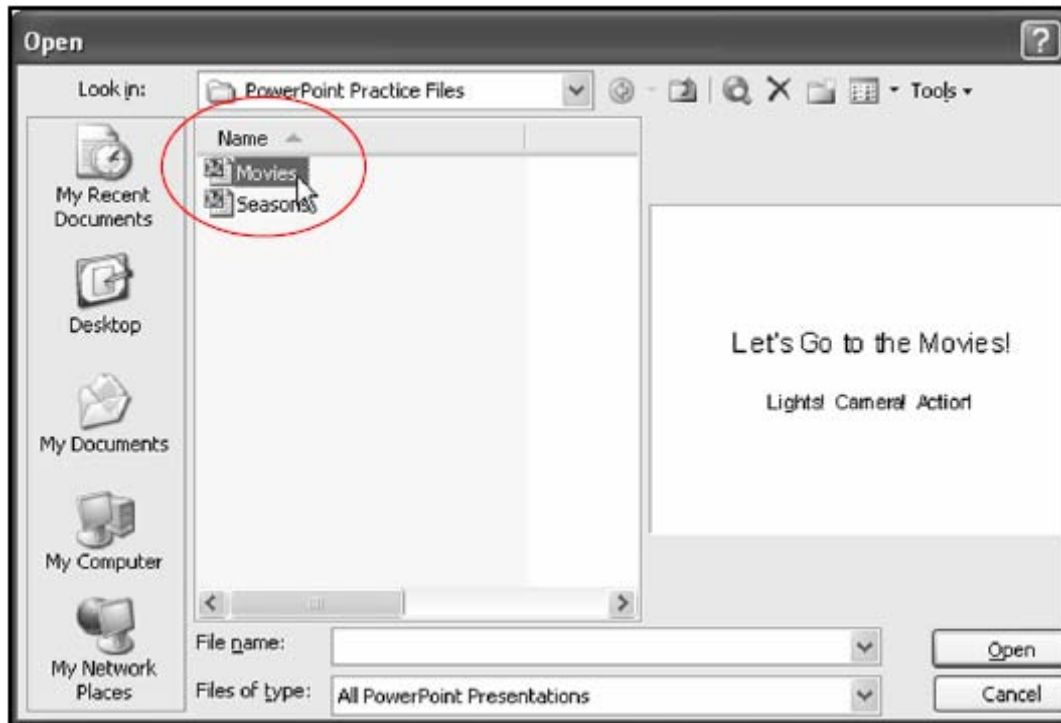 Open
?
Look in:
PowerPoint Practice Files
Tools
My Recent
Documents
Desktop
My Documents
My Computer
My Network
Places
Name
Movies
Seasons
Let's Go to the Movies!
Lights! Camera! Action!
File name:
Open
Files of type:
All PowerPoint Presentations
Cancel